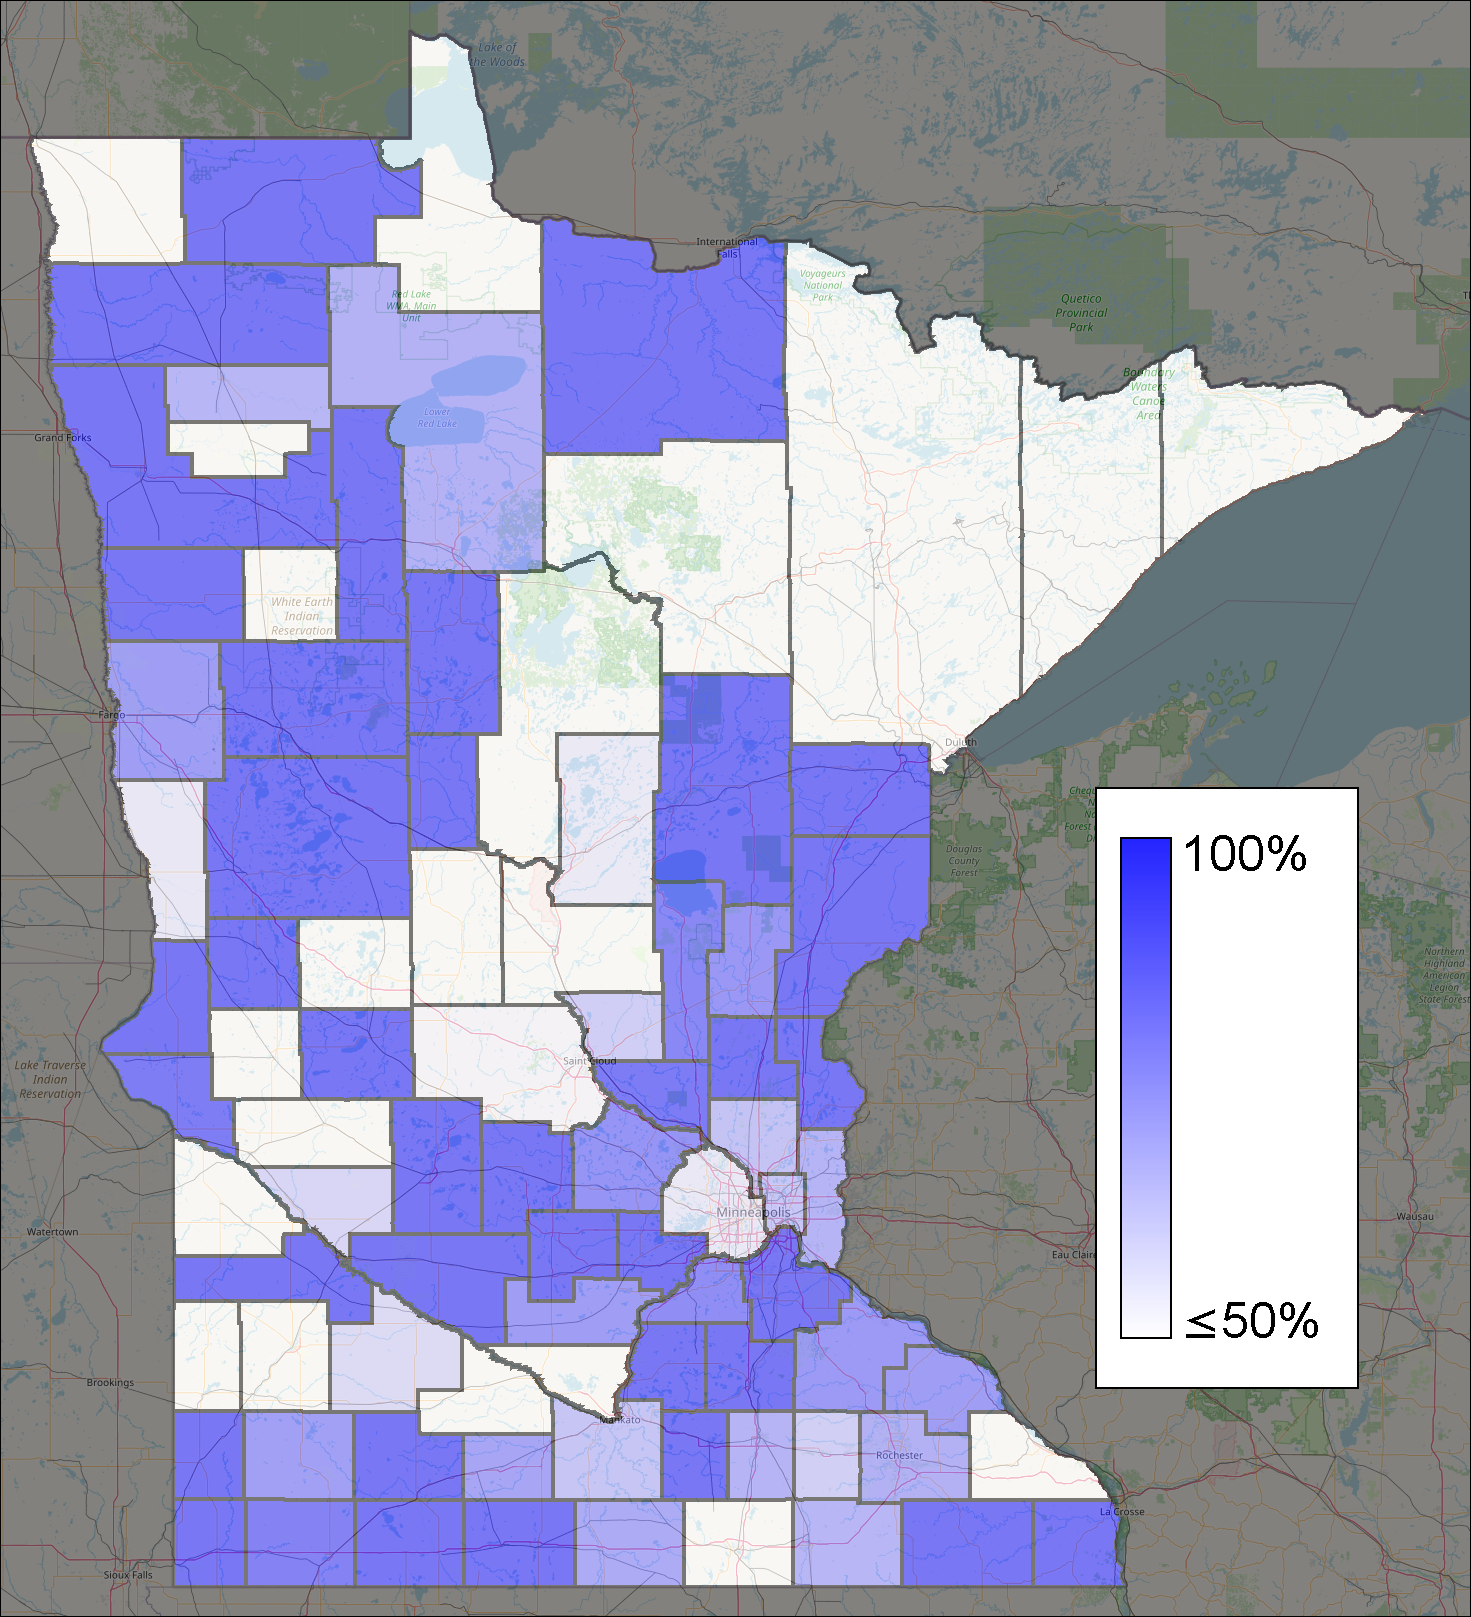 Lake of
the Woods
International
Falls
Voyageurs
National
Park
Quetico
Provincial
Park
Red Lake
WMA, Main
Unit
Boundary
Waters
Canoe
Area
Lower
Red Lake
Grand Forks
White Earth
Indian
Reservation
Fargo
Duluth
Douglas
County
Forest
100%
Northern
Highland
American
Legion
State Forest
Lake Traverse
Indian
Reservation
Saint Cloud
Minneapolis
Watertown
Wausau
Eau Claire
≤50%
Brookings
Mankato
Rochester
La Crosse
Sioux Falls